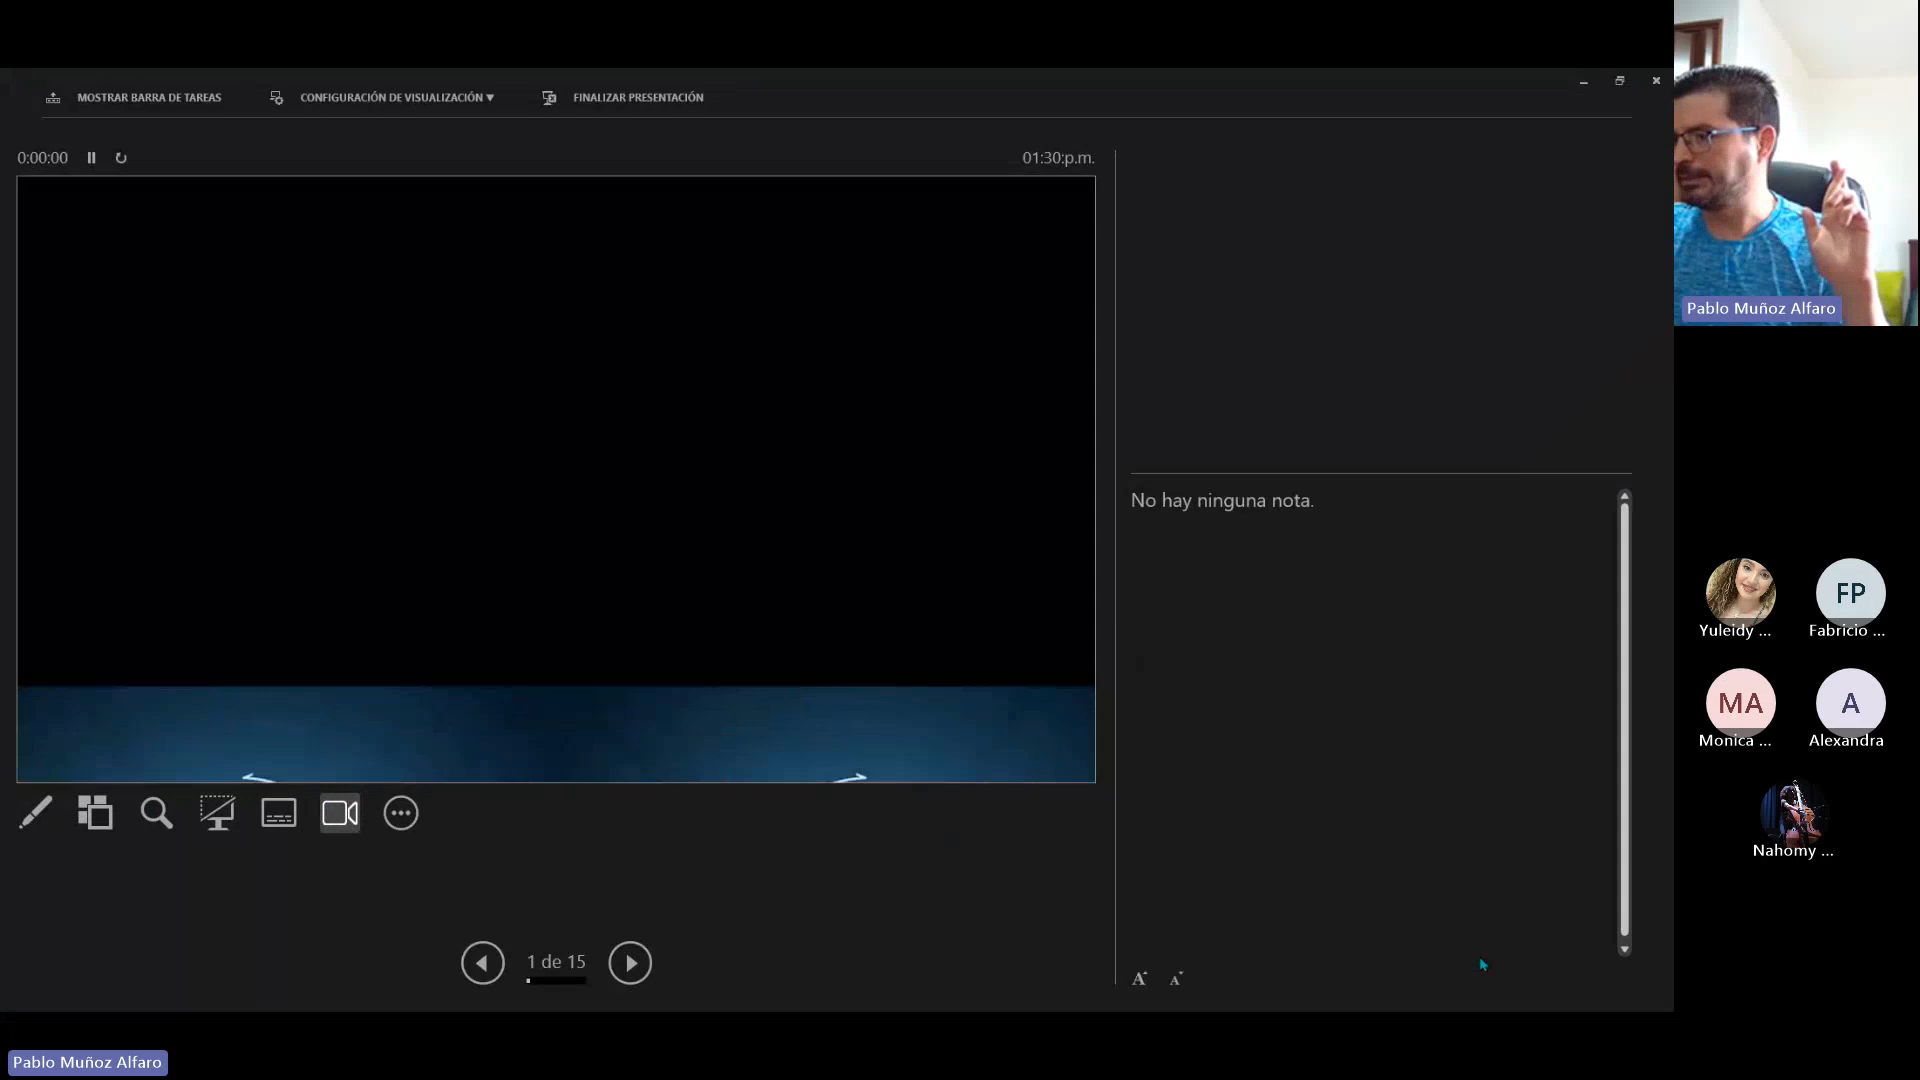 MOSTRAR BARRA DE TAREAS
CONFIGURACIÓN DE VISUALIZACIÓN ▼
FINALIZAR PRESENTACIÓN
0:00:00
01:30:p.m.
No hay ninguna nota.
1 de 15
A A
Pablo Muñoz Alfaro
FP
Yuleidy ...
Fabricio ...
MA
A
Monica ...
Alexandra
Nahomy ...
Pablo Muñoz Alfaro